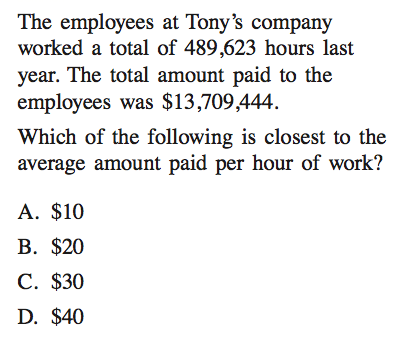 The employees at Tony's company
worked a total of 489,623 hours last
year. The total amount paid to the
employees was $13,709,444.
Which of the following is closest to the
average amount paid per hour of work?
A. $10
B. $20
C. $30
D. $40